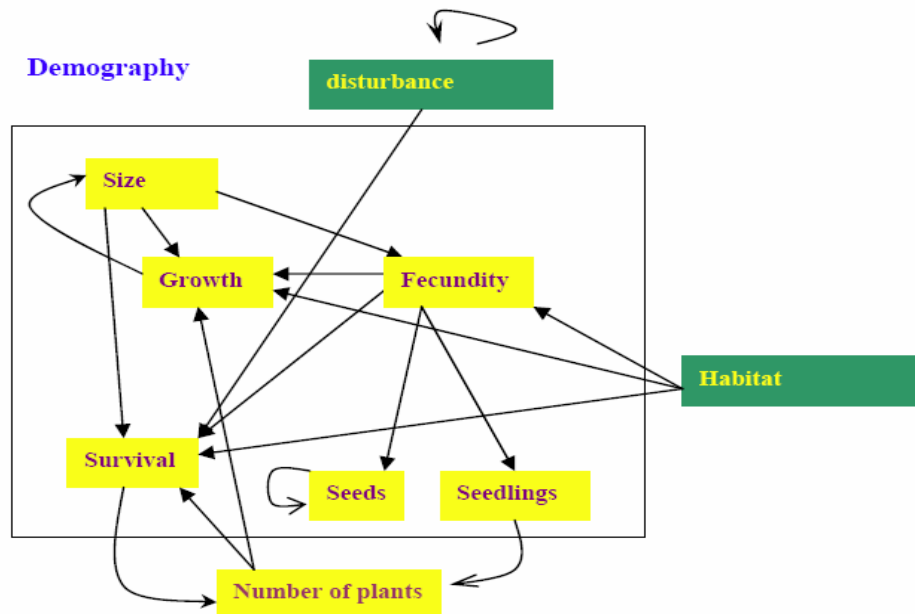 Demography
disturbance
Size
Growth
Fecundity
Habitat
Survival
Seeds
Seedlings
Number of plants